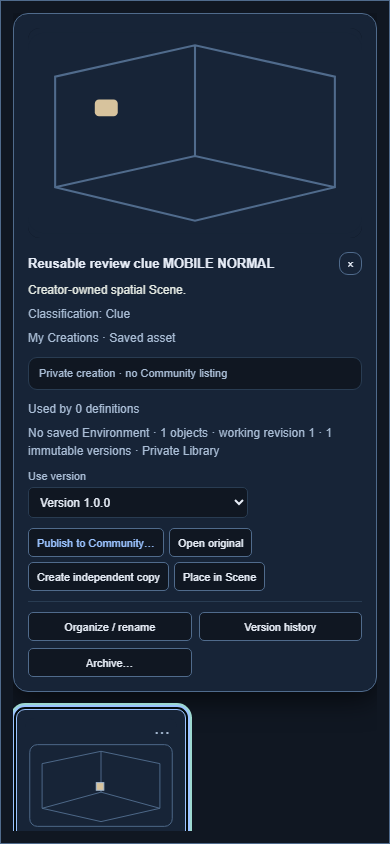 Reusable review clue MOBILE NORMAL
×
Creator-owned spatial Scene.
Classification: Clue
My Creations · Saved asset
Private creation · no Community listing
Used by 0 definitions
No saved Environment · 1 objects · working revision 1 · 1
immutable versions · Private Library
Use version
Version 1.0.0
Publish to Community…
Open original
Create independent copy
Place in Scene
Organize / rename
Version history
Archive…
…